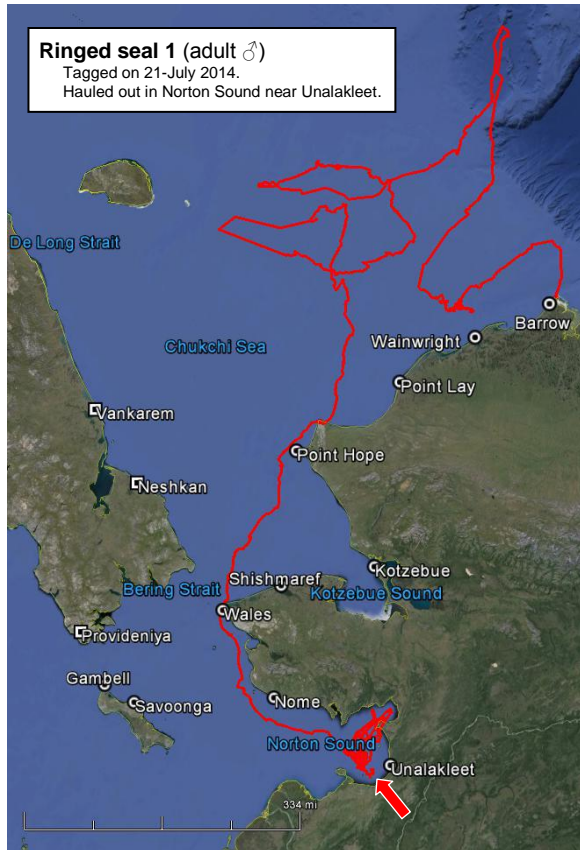 Ringed seal 1 (adult ♂)
Tagged on 21-July 2014.
Hauled out in Norton Sound near Unalakleet.
De Long Strait
Barrow
Wainwright
Chukchi Sea
Point Lay
Vankarem
Point Hope
Neshkan
Kotzebue
Shishmaref
Bering Strait
Kotzebue Sound
Wales
Provideniya
Gambell
Savoonga
Nome
Norton Sound
Unalakleet
334 mi